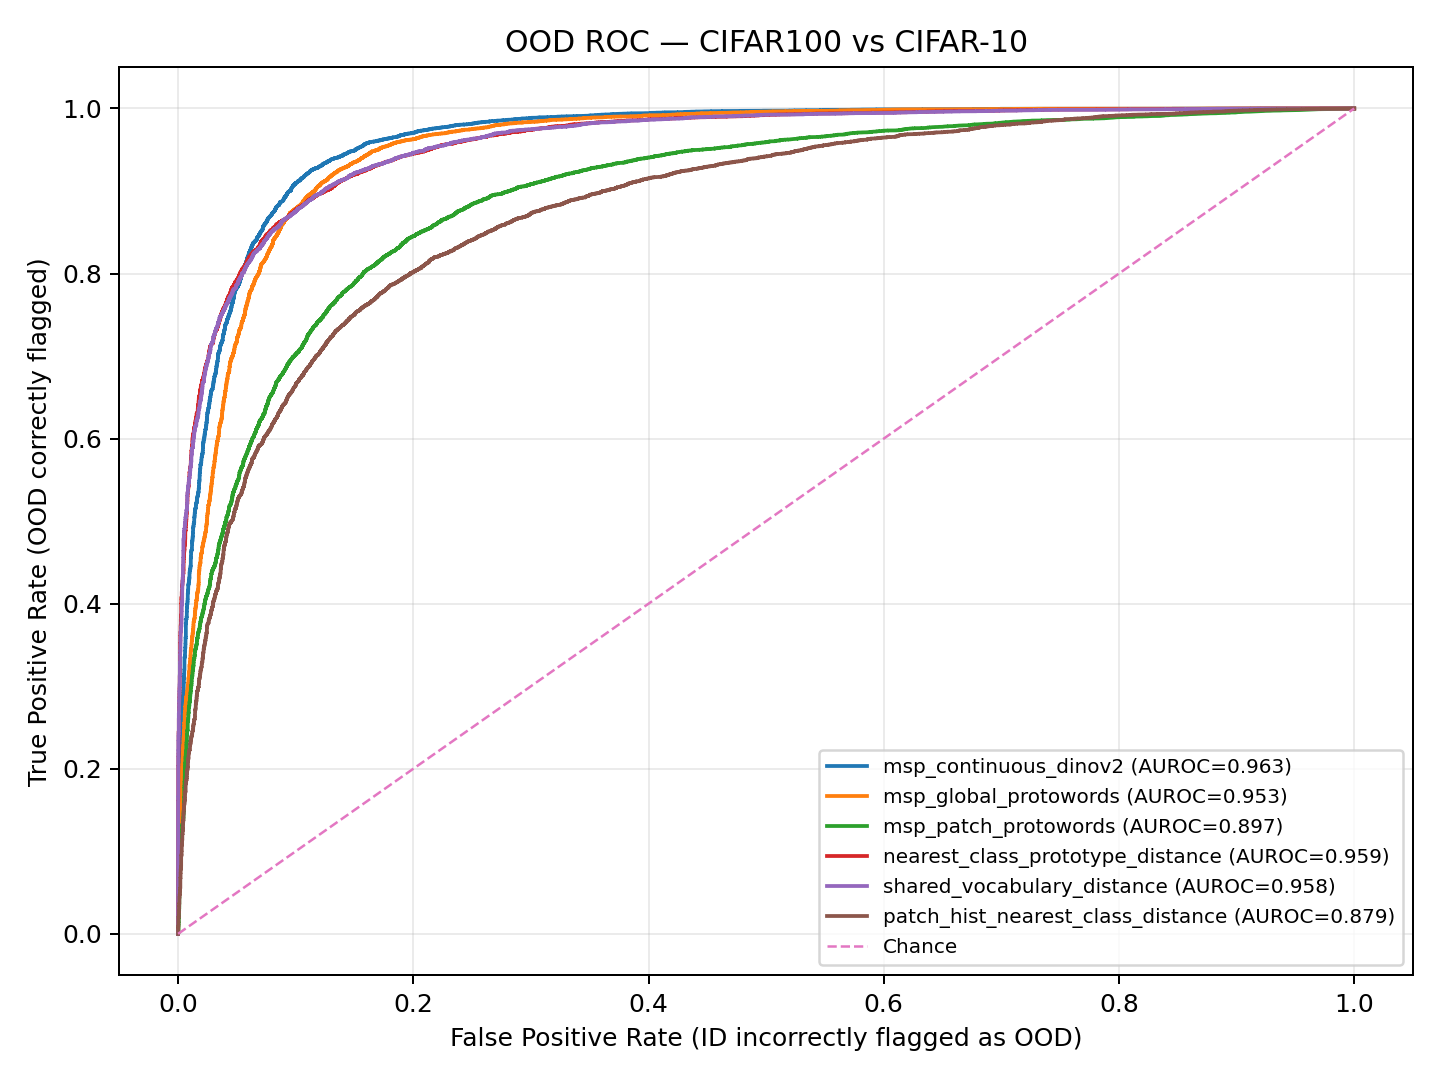 OOD ROC — CIFAR100 vs CIFAR-10
True Positive Rate (OOD correctly flagged)
1.0
0.8
0.6
0.4
0.2
0.0
msp_continuous_dinov2 (AUROC=0.963)
msp_global_protowords (AUROC=0.953)
msp_patch_protowords (AUROC=0.897)
nearest_class_prototype_distance (AUROC=0.959)
shared_vocabulary_distance (AUROC=0.958)
patch_hist_nearest_class_distance (AUROC=0.879)
Chance
0.0 0.2 0.4 0.6 0.8 1.0
False Positive Rate (ID incorrectly flagged as OOD)